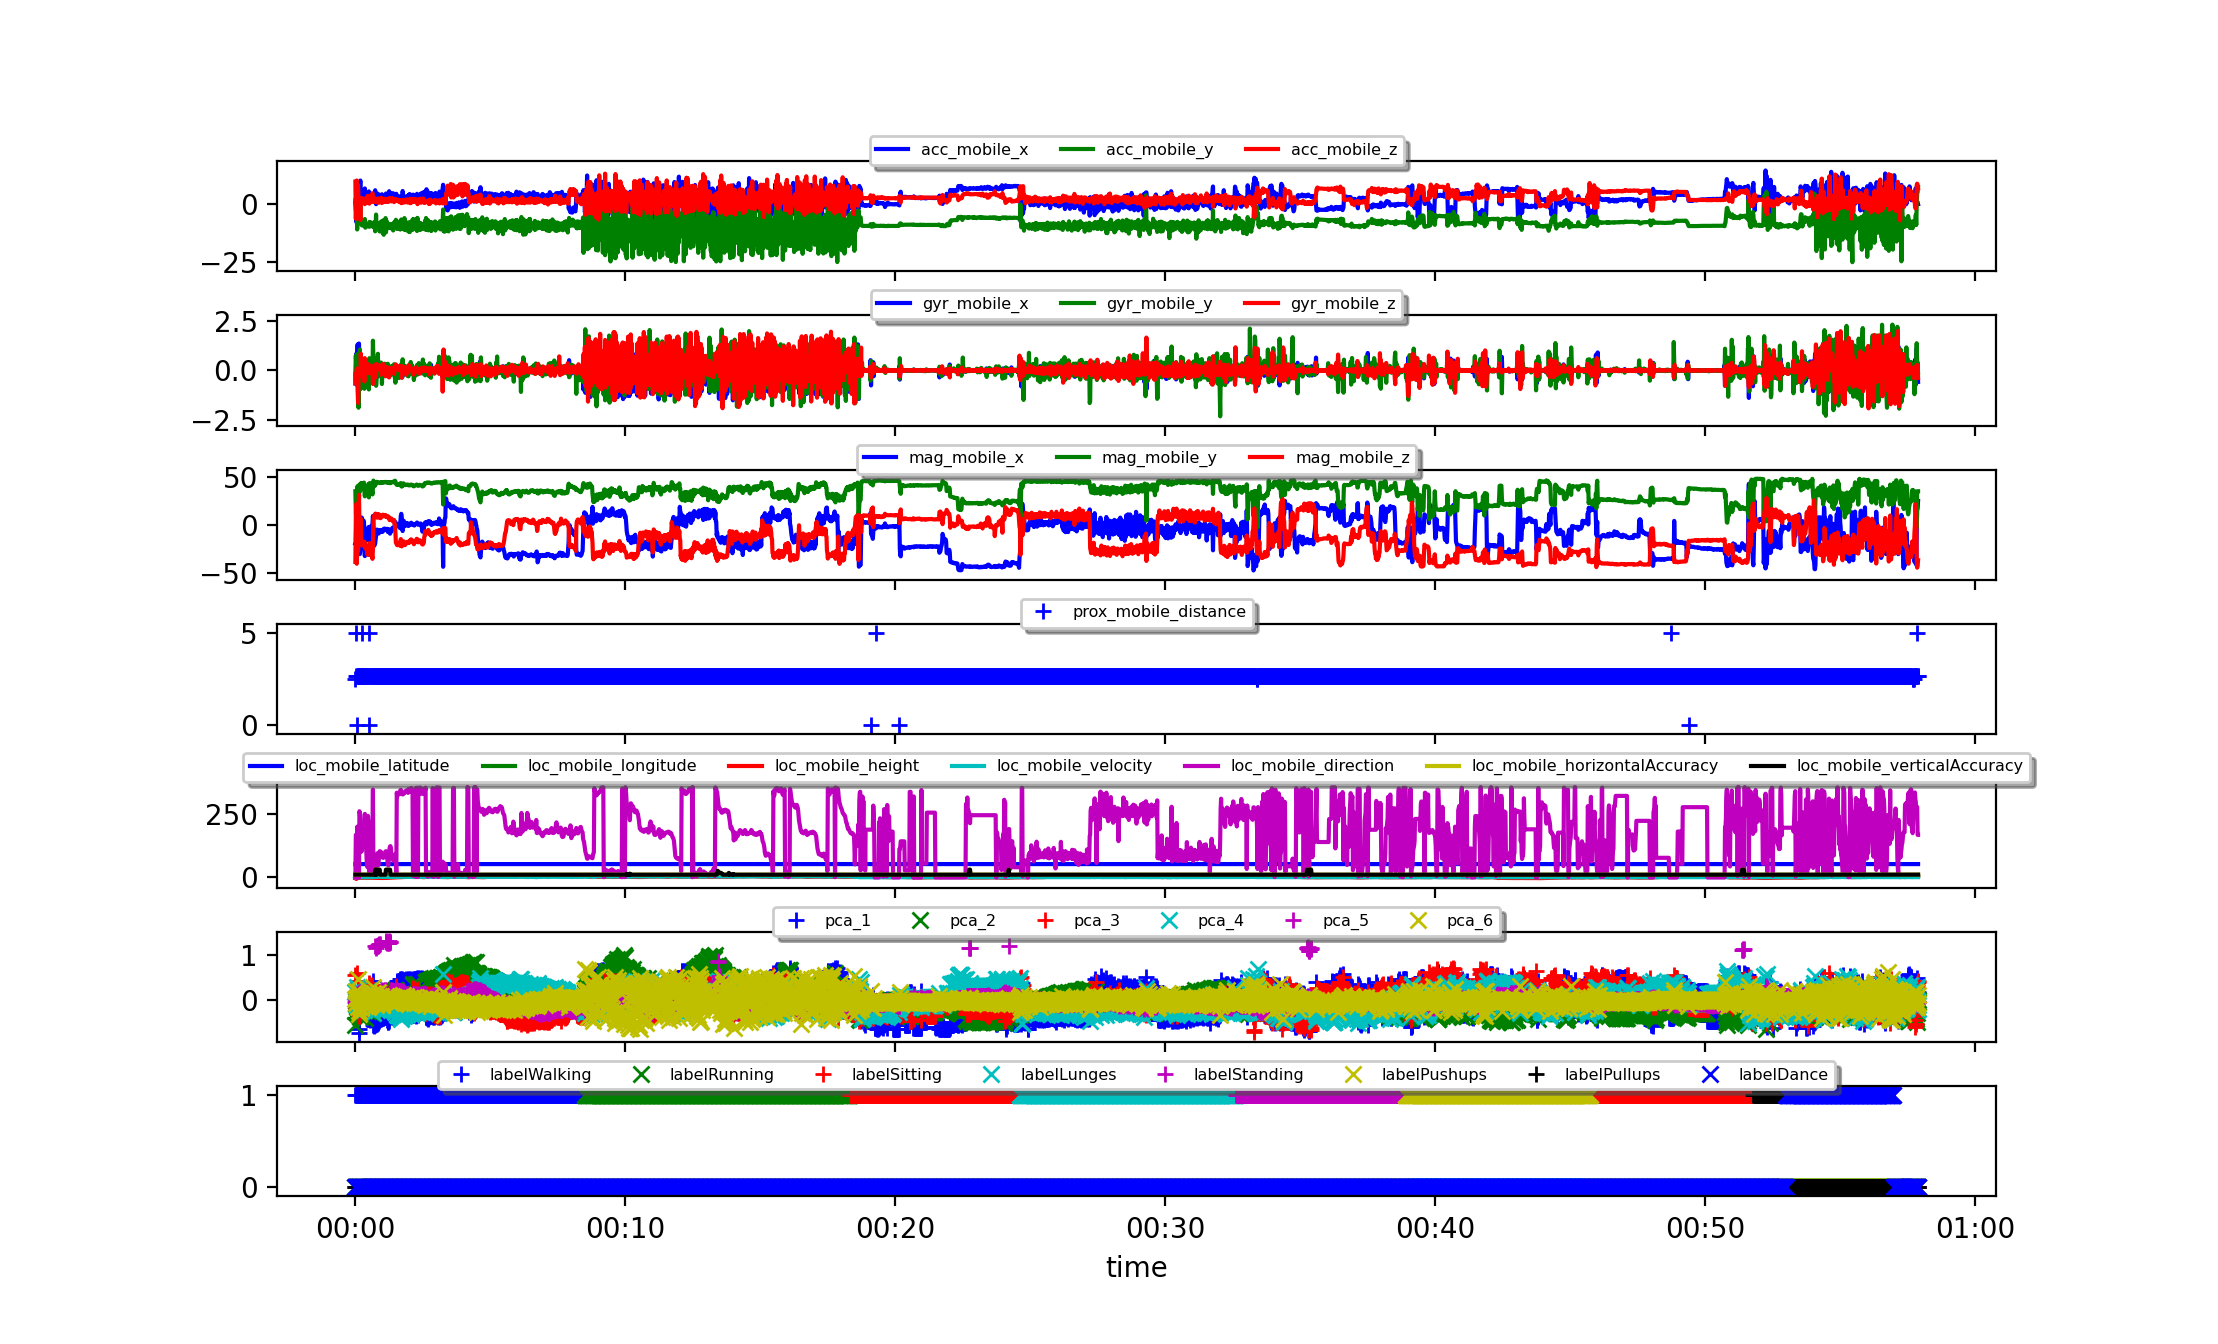 acc_mobile_x acc_mobile_y acc_mobile_z
0
−25
gyr_mobile_x gyr_mobile_y gyr_mobile_z
2.5
0.0
−2.5
mag_mobile_x mag_mobile_y mag_mobile_z
50
0
−50
prox_mobile_distance
5
0
loc_mobile_latitude loc_mobile_longitude loc_mobile_height loc_mobile_velocity loc_mobile_direction loc_mobile_horizontalAccuracy loc_mobile_verticalAccuracy
250
0
pca_1 pca_2 pca_3 pca_4 pca_5 pca_6
1
0
labelWalking labelRunning labelSitting labelLunges labelStanding labelPushups labelPullups labelDance
1
0
00:00 00:10 00:20 00:30 00:40 00:50 01:00
time